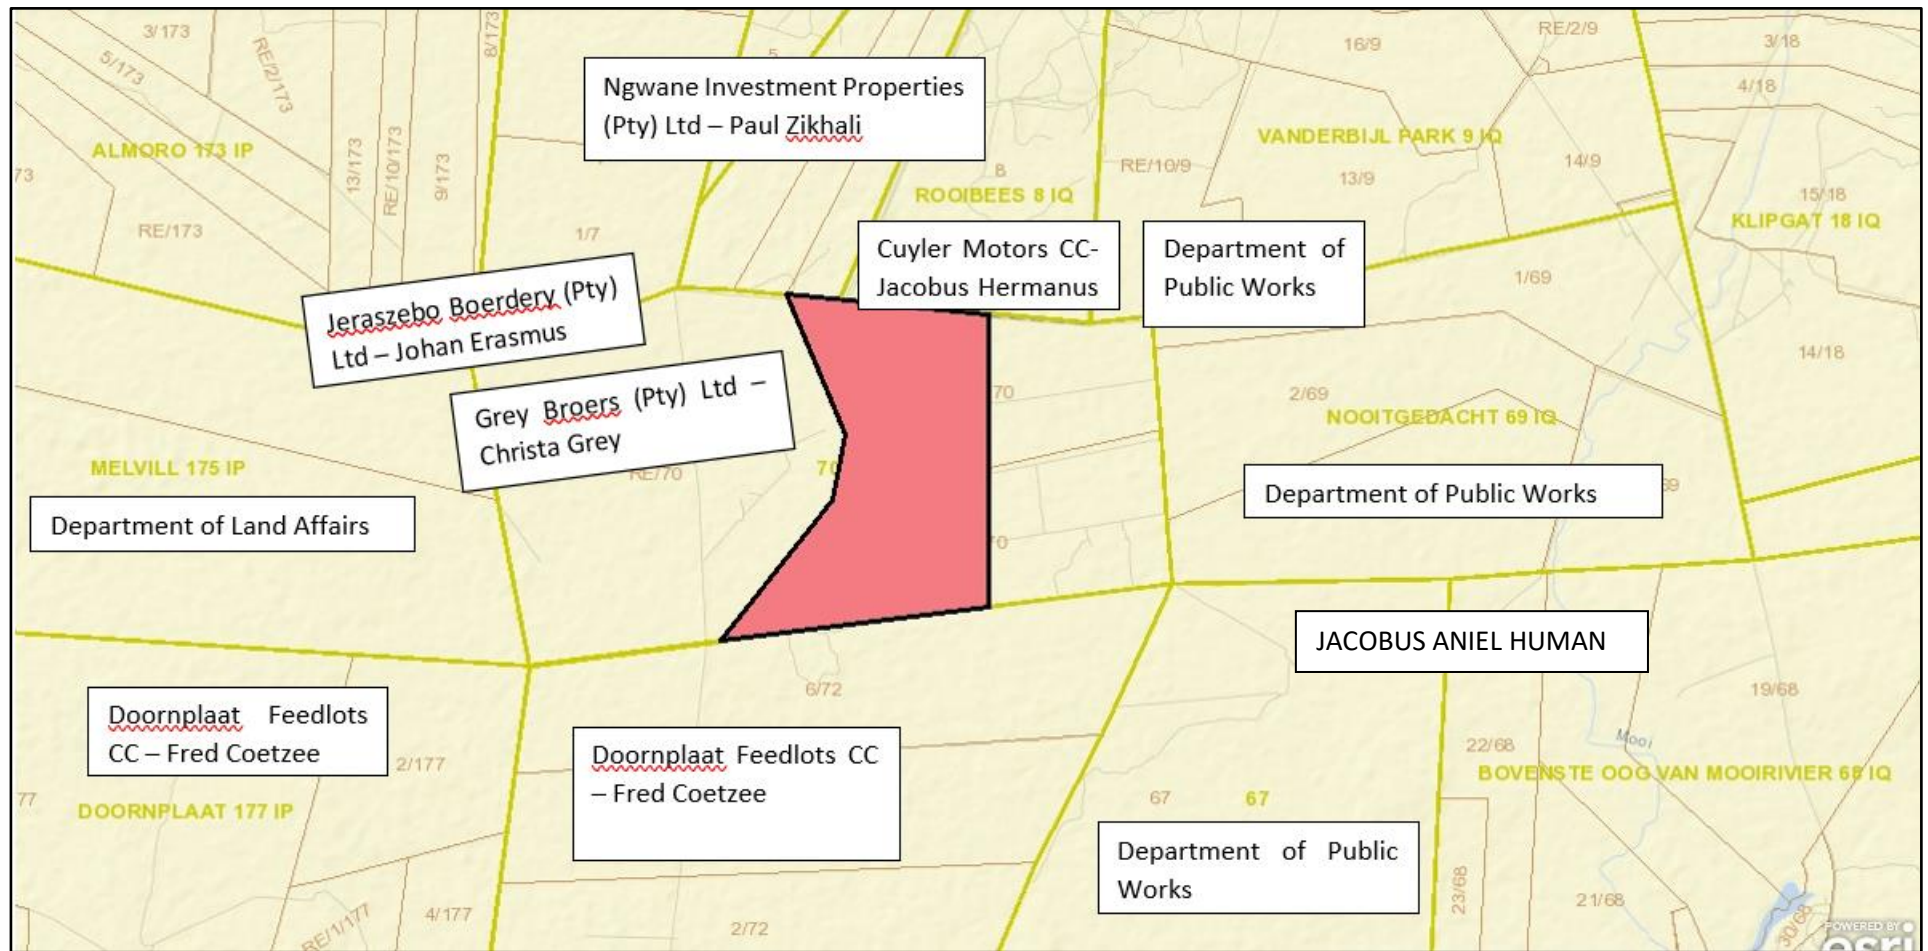 3/173
5/173
RE/2/173
8/173
5
16/9
RE/2/9
3/18
4/18
Ngwane Investment Properties
(Pty) Ltd – Paul Zikhali
ALMORO 173 IP
VANDERBIJL PARK 9 IQ
73
13/173
RE/10/173
9/173
8
RE/10/9
13/9
14/9
15/18
ROOIBEES 8 IQ
KLIPGAT 18 IQ
RE/173
1/7
Cuyler Motors CC-
Jacobus Hermanus
Department of
Public Works
1/69
Jeraszebo Boerdery (Pty)
Ltd – Johan Erasmus
14/18
Grey Broers (Pty) Ltd –
Christa Grey
70
2/69
NOOITGEDACHT 69 IQ
MELVILL 175 IP
RE/70
70
Department of Public Works
69
Department of Land Affairs
70
JACOBUS ANIEL HUMAN
6/72
19/68
Doornplaat Feedlots
CC – Fred Coetzee
2/177
Doornplaat Feedlots CC
– Fred Coetzee
Mooi
22/68
BOVENSTE OOG VAN MOOIRIVIER 68 IQ
77
DOORNPLAAT 177 IP
67
67
Department of Public
Works
4/177
RE/1/177
2/72
23/68
21/68
30/68
POWERED BY
esri